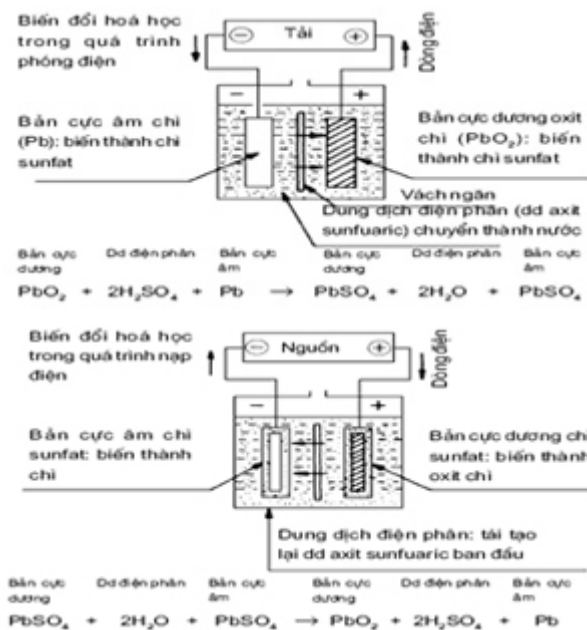 Biến đổi hoá học
trong quá trình
phóng điện
− Tải +
Dòng điện
− +
Bản cực âm chì
(Pb): biến thành chì
sunfat
Bản cực dương oxit
chì (PbO₂): biến
thành chì sunfat
Vách ngăn
Dung dịch điện phân (dd axit
sunfuaric) chuyển thành nước
Bản cực dương Dd điện phân Bản cực âm Bản cực dương Dd điện phân Bản cực âm
PbO₂ + 2H₂SO₄ + Pb → PbSO₄ + 2H₂O + PbSO₄
Biến đổi hoá học
trong quá trình nạp
điện
− Nguồn +
Dòng điện
− +
Bản cực âm chì
sunfat: biến thành
chì
Bản cực dương chì
sunfat: biến thành
oxit chì
Dung dịch điện phân: tái tạo
lại dd axit sunfuaric ban đầu
Bản cực dương Dd điện phân Bản cực âm Bản cực dương Dd điện phân Bản cực âm
PbSO₄ + 2H₂O + PbSO₄ → PbO₂ + 2H₂SO₄ + Pb